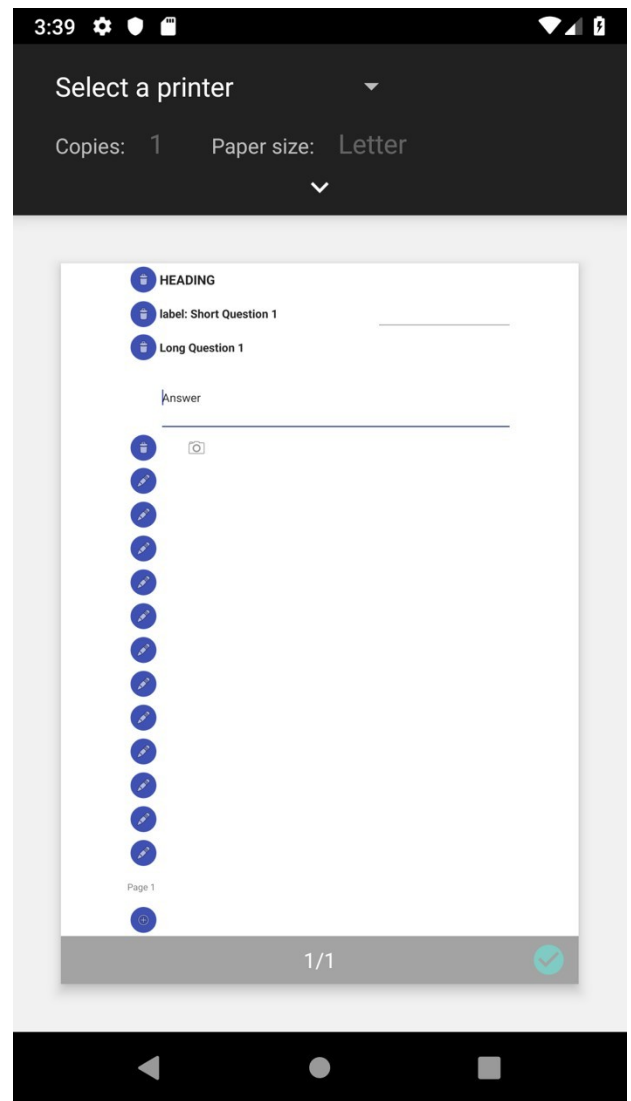 3:39
Select a printer
Copies: 1 Paper size: Letter
HEADING
label: Short Question 1
Long Question 1
Answer
Page 1
1/1